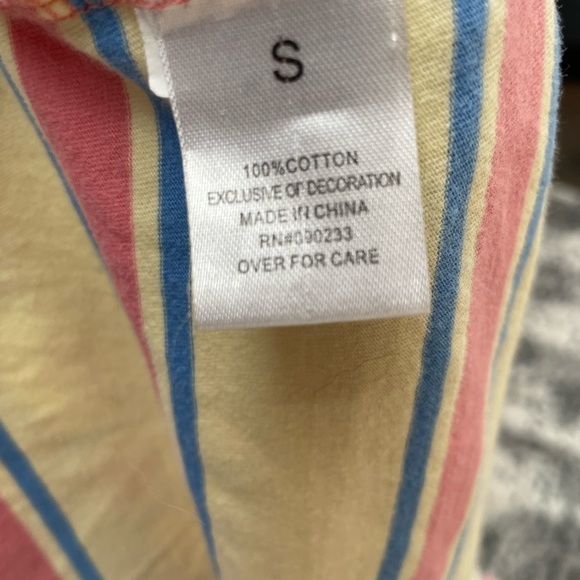 S
100%COTTON
EXCLUSIVE OF DECORATION
MADE IN CHINA
RN#090233
OVER FOR CARE